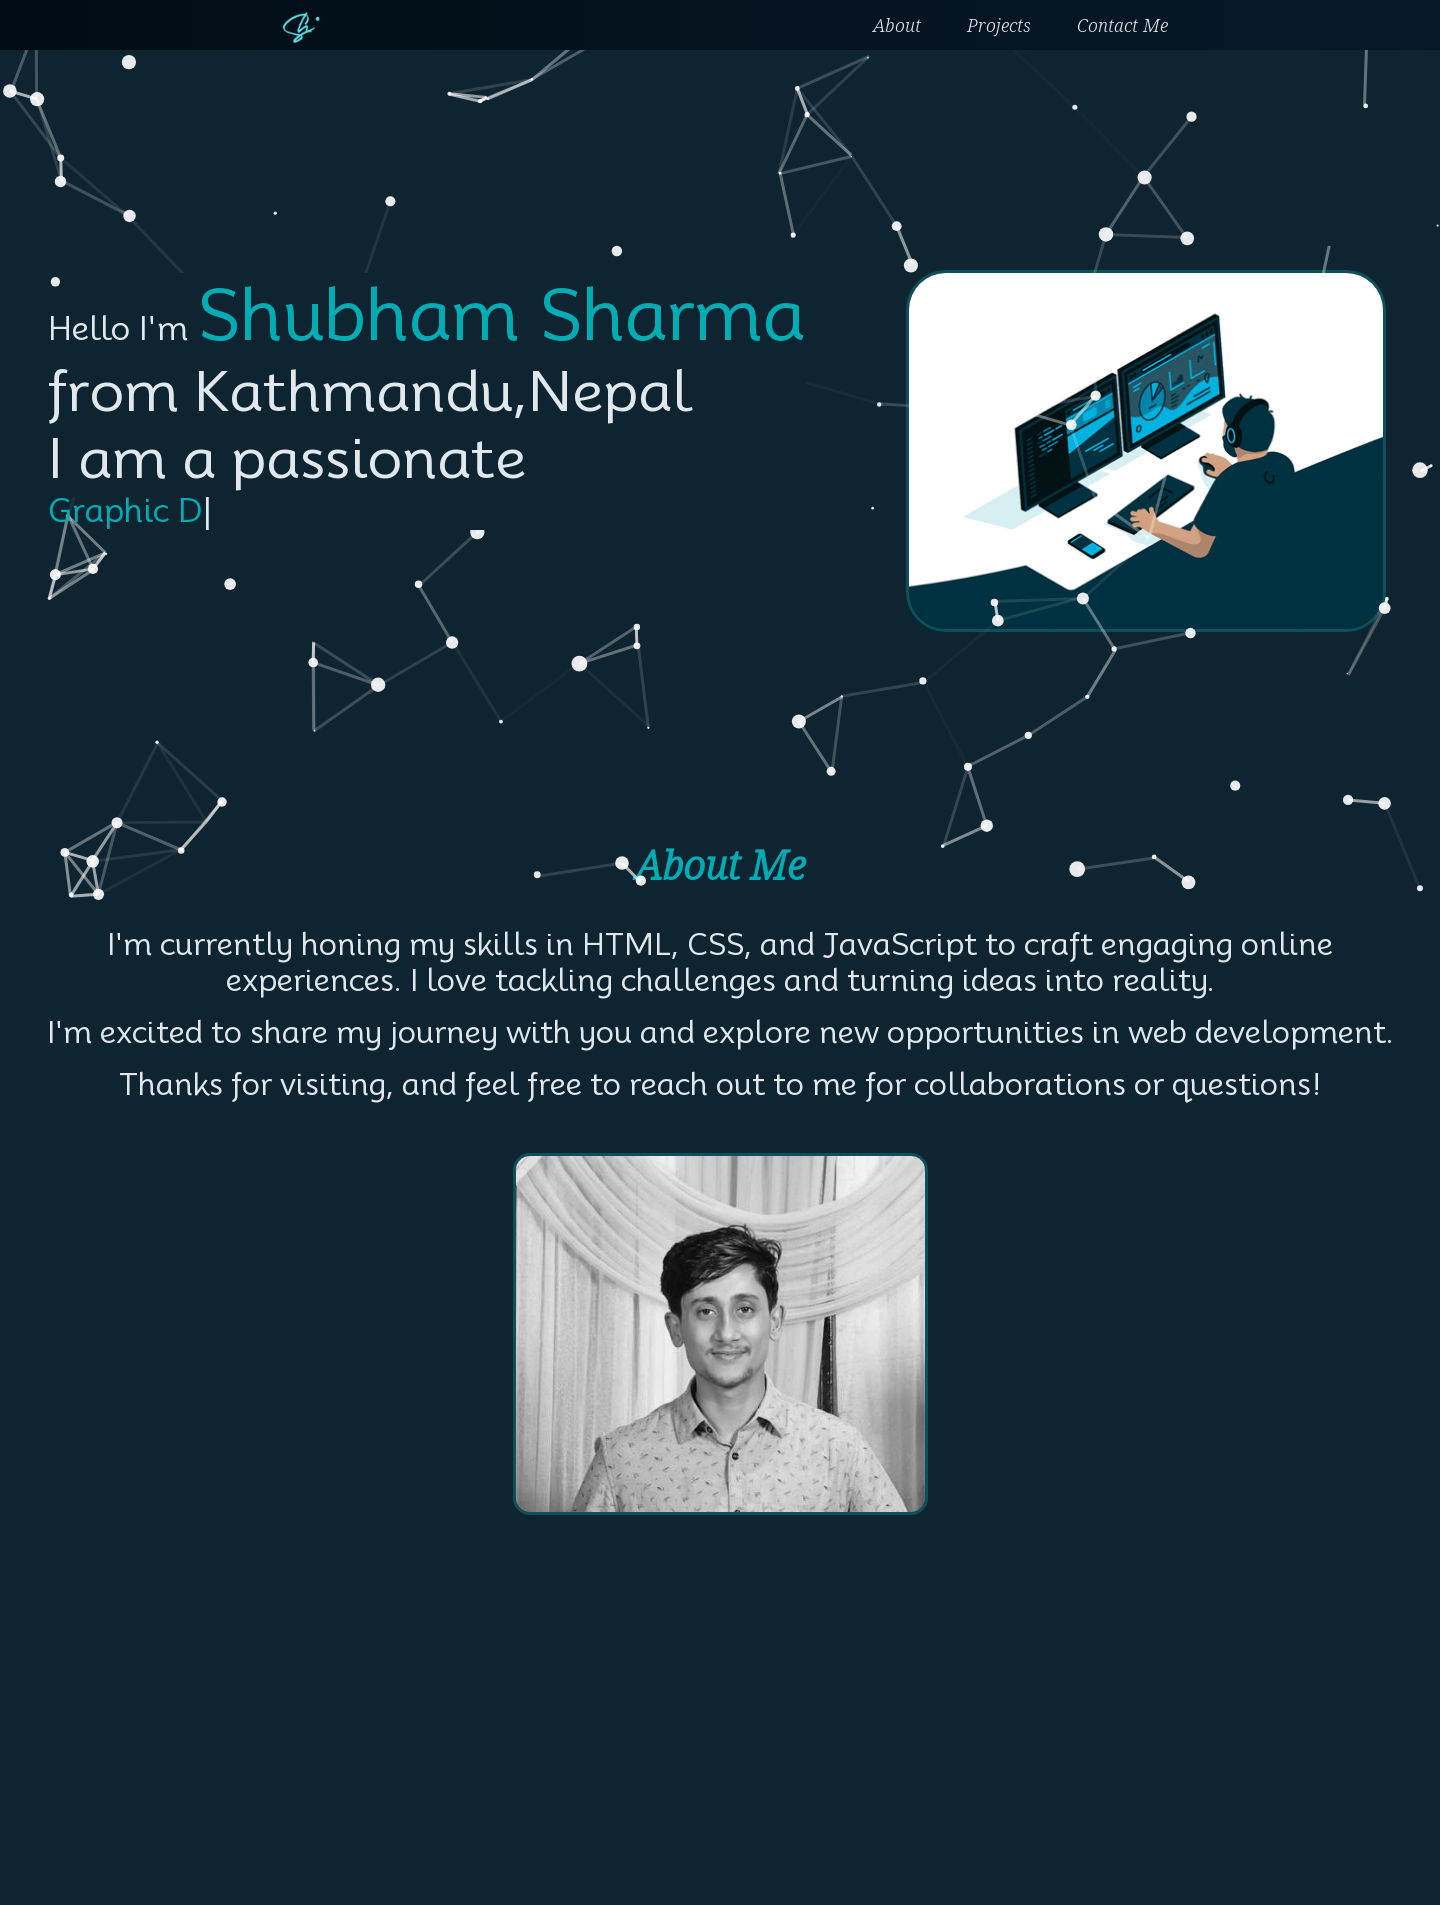 About Projects Contact Me
Hello I'm Shubham Sharma
from Kathmandu,Nepal
I am a passionate
Graphic D|
About Me
I'm currently honing my skills in HTML, CSS, and JavaScript to craft engaging online
experiences. I love tackling challenges and turning ideas into reality.
I'm excited to share my journey with you and explore new opportunities in web development.
Thanks for visiting, and feel free to reach out to me for collaborations or questions!